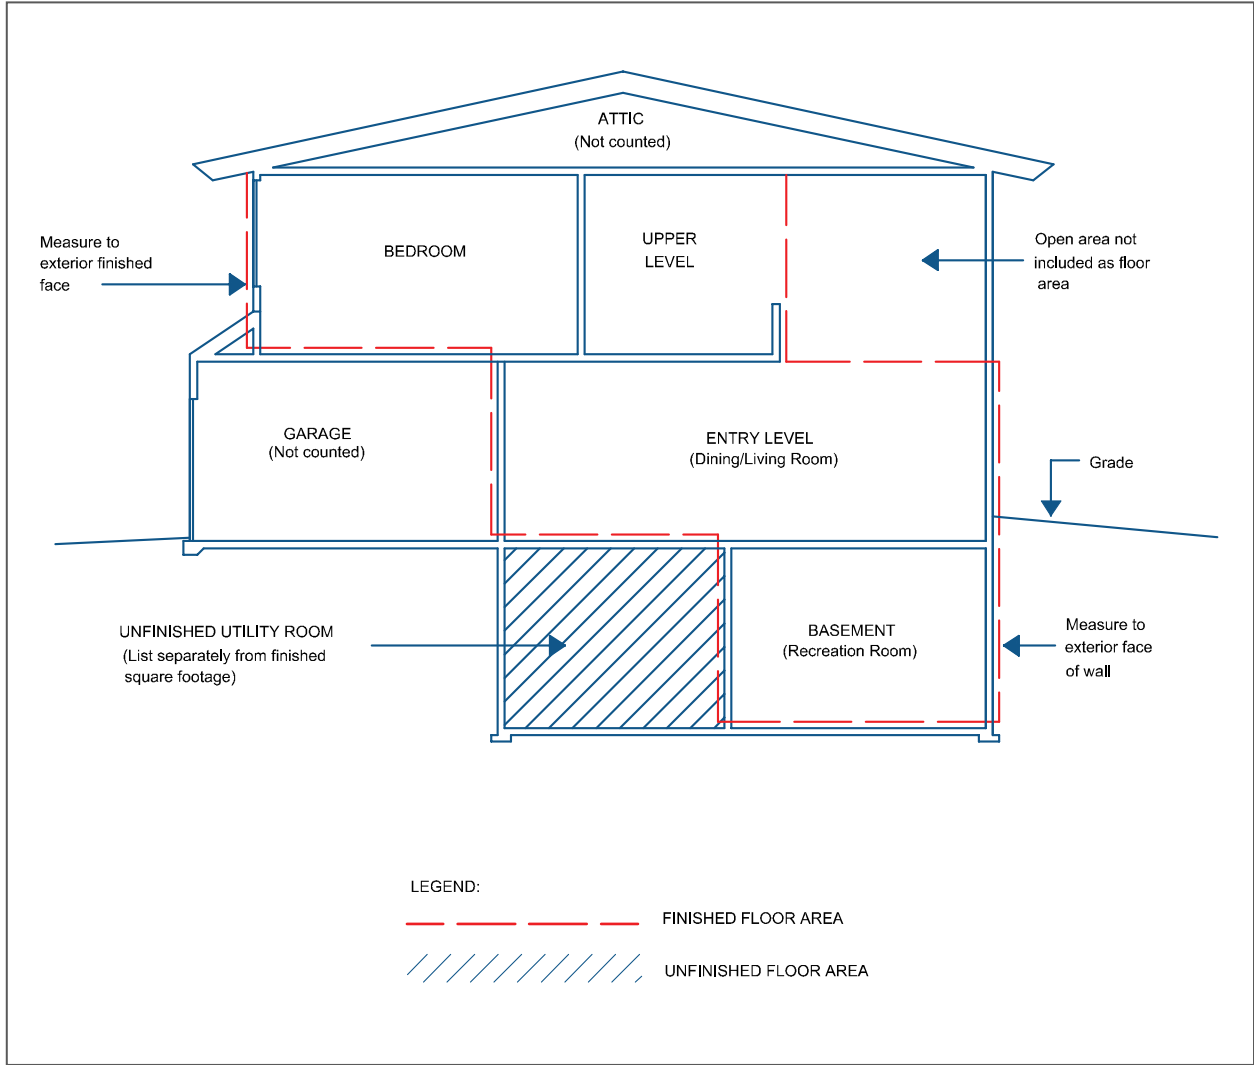 ATTIC
(Not counted)
Measure to
exterior finished
face
BEDROOM
UPPER
LEVEL
Open area not
included as floor
area
GARAGE
(Not counted)
ENTRY LEVEL
(Dining/Living Room)
Grade
UNFINISHED UTILITY ROOM
(List separately from finished
square footage)
BASEMENT
(Recreation Room)
Measure to
exterior face
of wall
LEGEND:
FINISHED FLOOR AREA
UNFINISHED FLOOR AREA